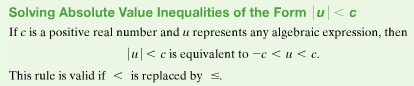 Solving Absolute Value Inequalities of the Form |u| < c
If c is a positive real number and u represents any algebraic expression, then
|u| < c is equivalent to −c < u < c.
This rule is valid if < is replaced by ≤.